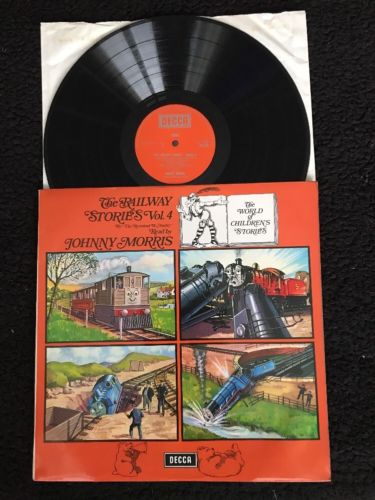 DECCA
The RAILWAY
STORIES Vol. 4
By The Reverend W. Awdry
Read by
JOHNNY MORRIS
The
WORLD
of
CHILDREN'S
STORIES
DECCA